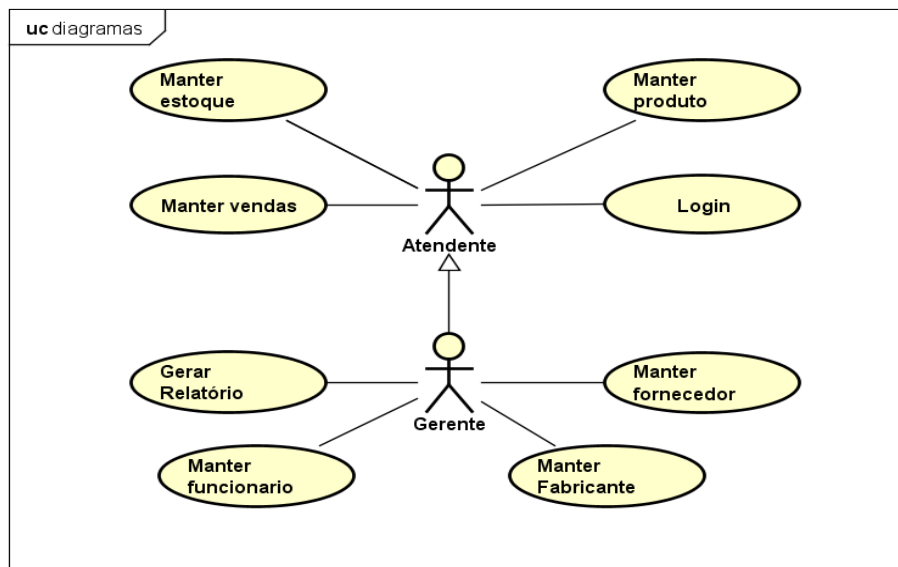 uc diagramas
Manter
estoque
Manter
produto
Manter vendas
Login
Atendente
Gerar
Relatório
Manter
fornecedor
Gerente
Manter
funcionario
Manter
Fabricante